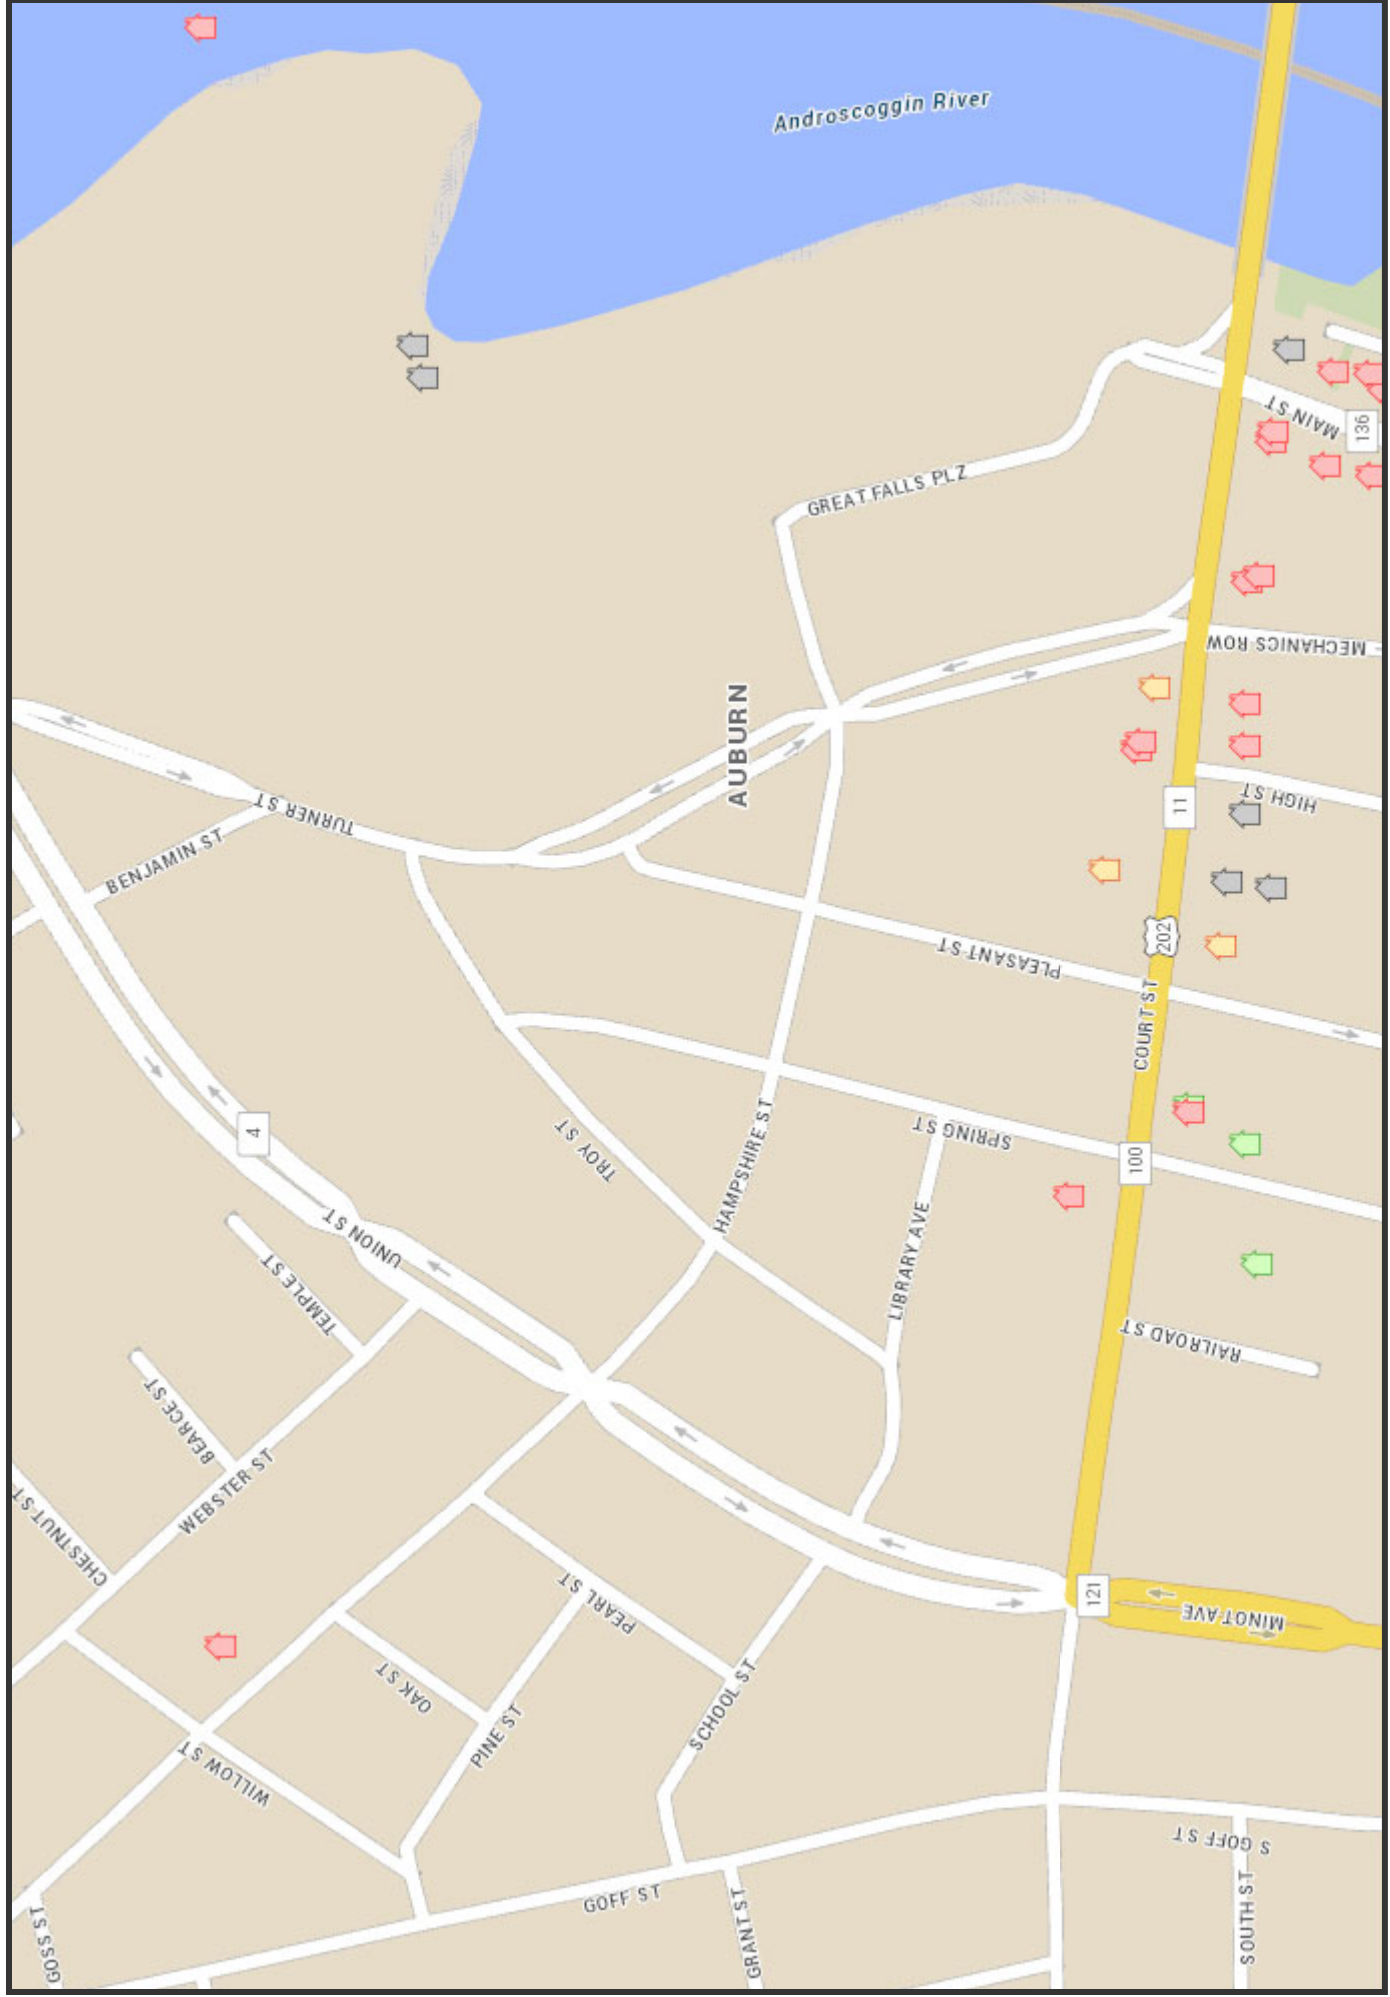 Androscoggin River
MAIN ST
136
GREAT FALLS PLZ
MECHANICS ROW
AUBURN
TURNER ST
BENJAMIN ST
HIGH ST
11
202
PLEASANT ST
COURT ST
4
TROY ST
HAMPSHIRE ST
SPRING ST
100
UNION ST
TEMPLE ST
LIBRARY AVE
RAILROAD ST
BEARCE ST
WEBSTER ST
CHESTNUT ST
PEARL ST
121
MINOT AVE
OAK ST
SCHOOL ST
PINE ST
WILLOW ST
S GOFF ST
GOFF ST
GOSS ST
GRANT ST
SOUTH ST